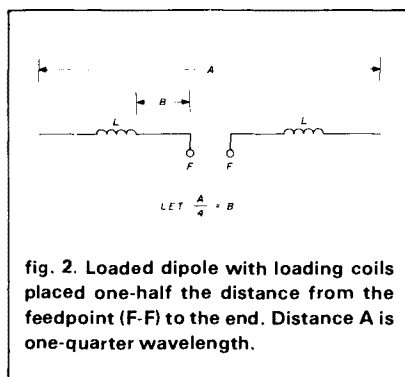 A
B
L L
F F
LET A/4 = B
fig. 2. Loaded dipole with loading coils
placed one-half the distance from the
feedpoint (F-F) to the end. Distance A is
one-quarter wavelength.